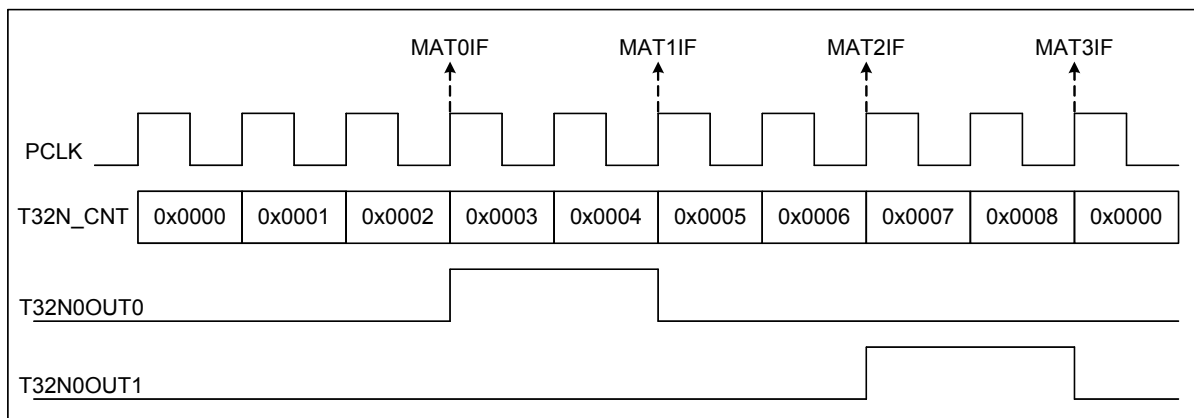 MAT0IF MAT1IF MAT2IF MAT3IF
PCLK
T32N_CNT 0x0000 0x0001 0x0002 0x0003 0x0004 0x0005 0x0006 0x0007 0x0008 0x0000
T32N0OUT0
T32N0OUT1